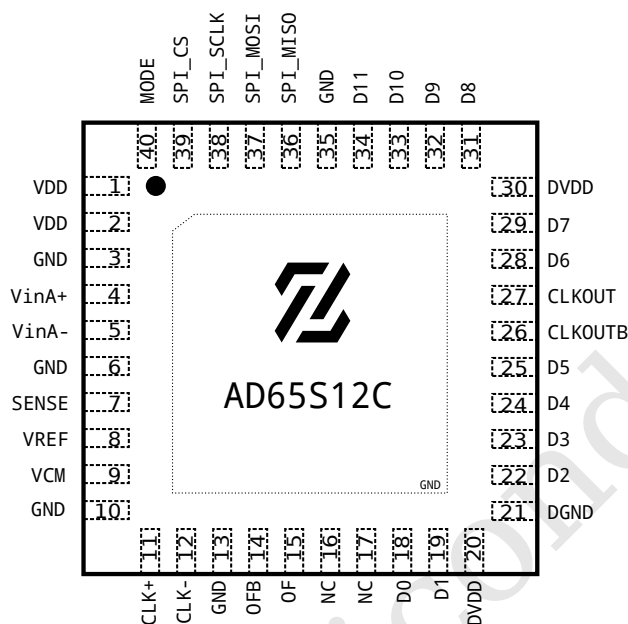 MODE
SPI_CS
SPI_SCLK
SPI_MOSI
SPI_MISO
GND
D11
D10
D9
D8
40
39
38
37
36
35
34
33
32
31
VDD 1
VDD 2
GND 3
VinA+ 4
VinA- 5
GND 6
SENSE 7
VREF 8
VCM 9
GND 10
30 DVDD
29 D7
28 D6
27 CLKOUT
26 CLKOUTB
25 D5
24 D4
23 D3
22 D2
21 DGND
AD65S12C
GND
11
12
13
14
15
16
17
18
19
20
CLK+
CLK-
GND
OFB
OF
NC
NC
D0
D1
DVDD